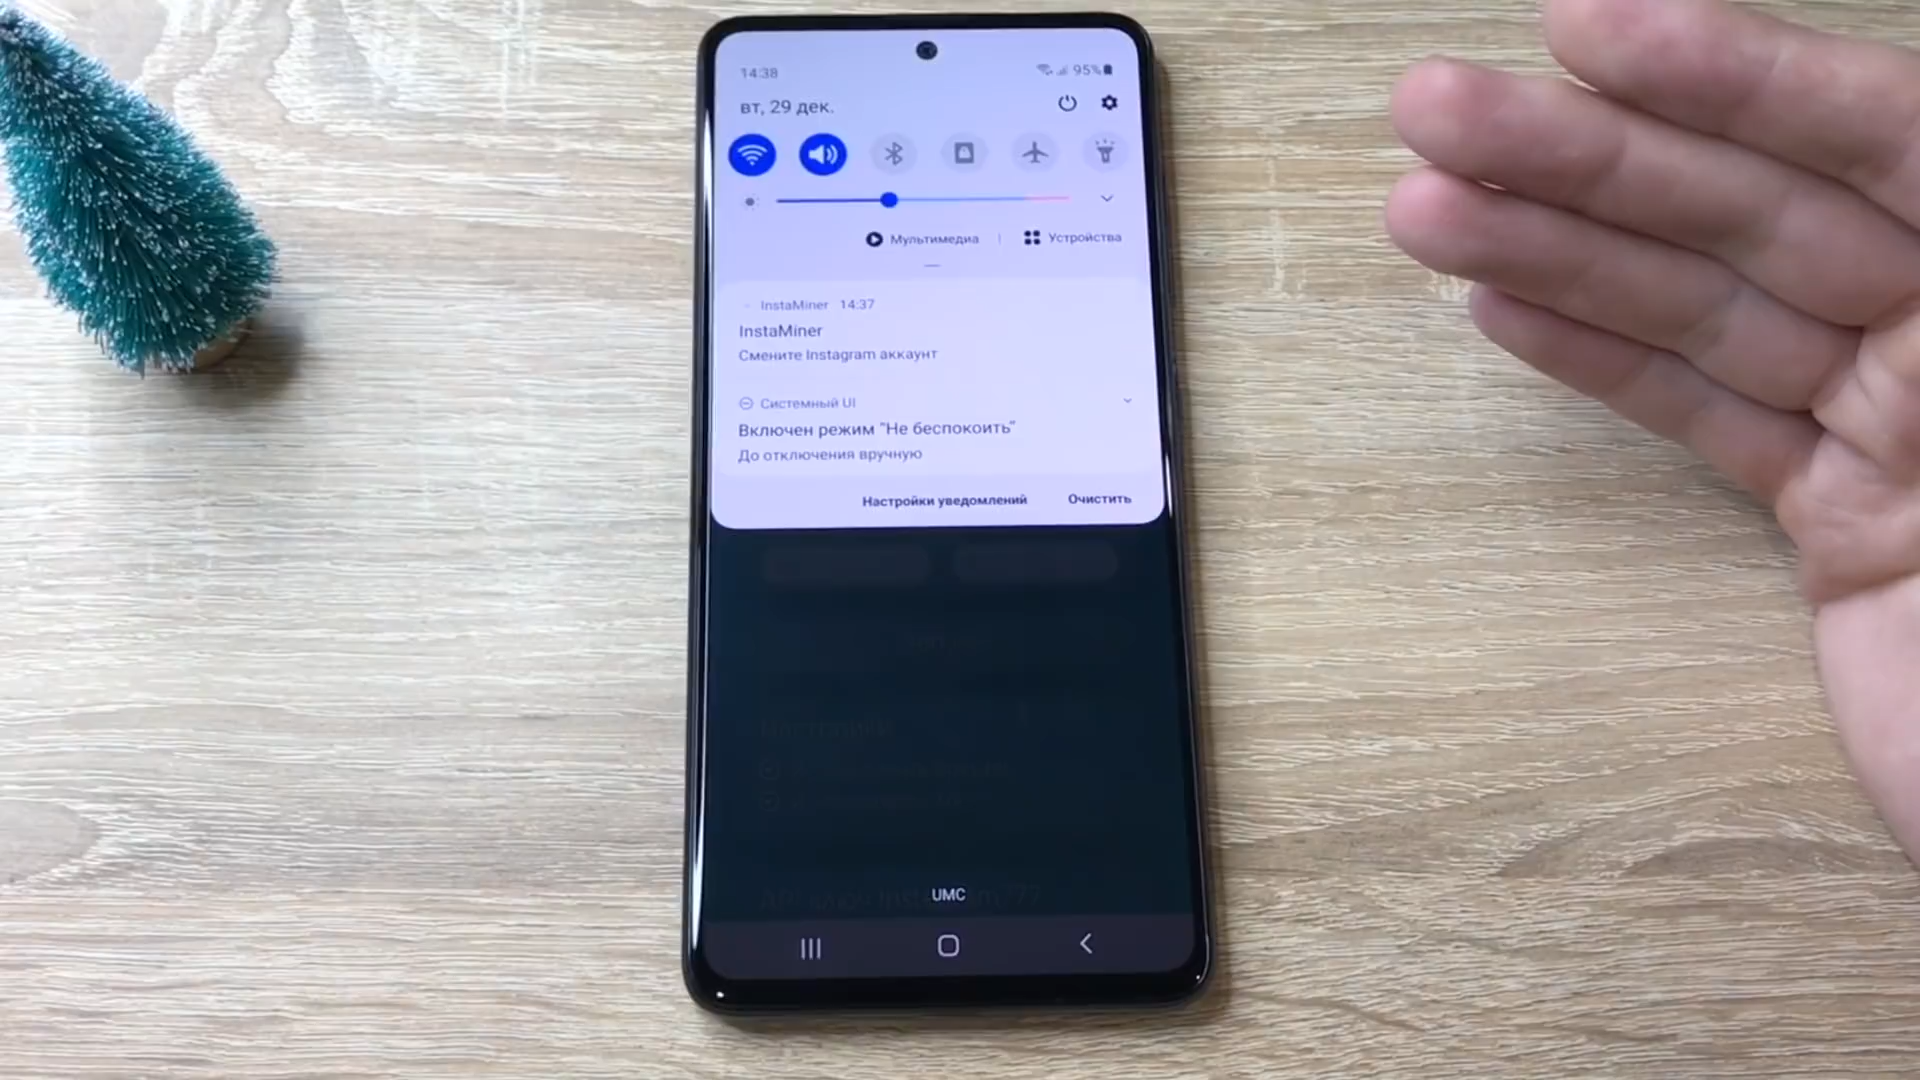 14:38
95%
вт, 29 дек.
Мультимедиа
Устройства
InstaMiner 14:37
InstaMiner
Смените Instagram аккаунт
Системный UI
Включен режим "Не беспокоить"
До отключения вручную
Настройки уведомлений
Очистить
Настройки
UMC